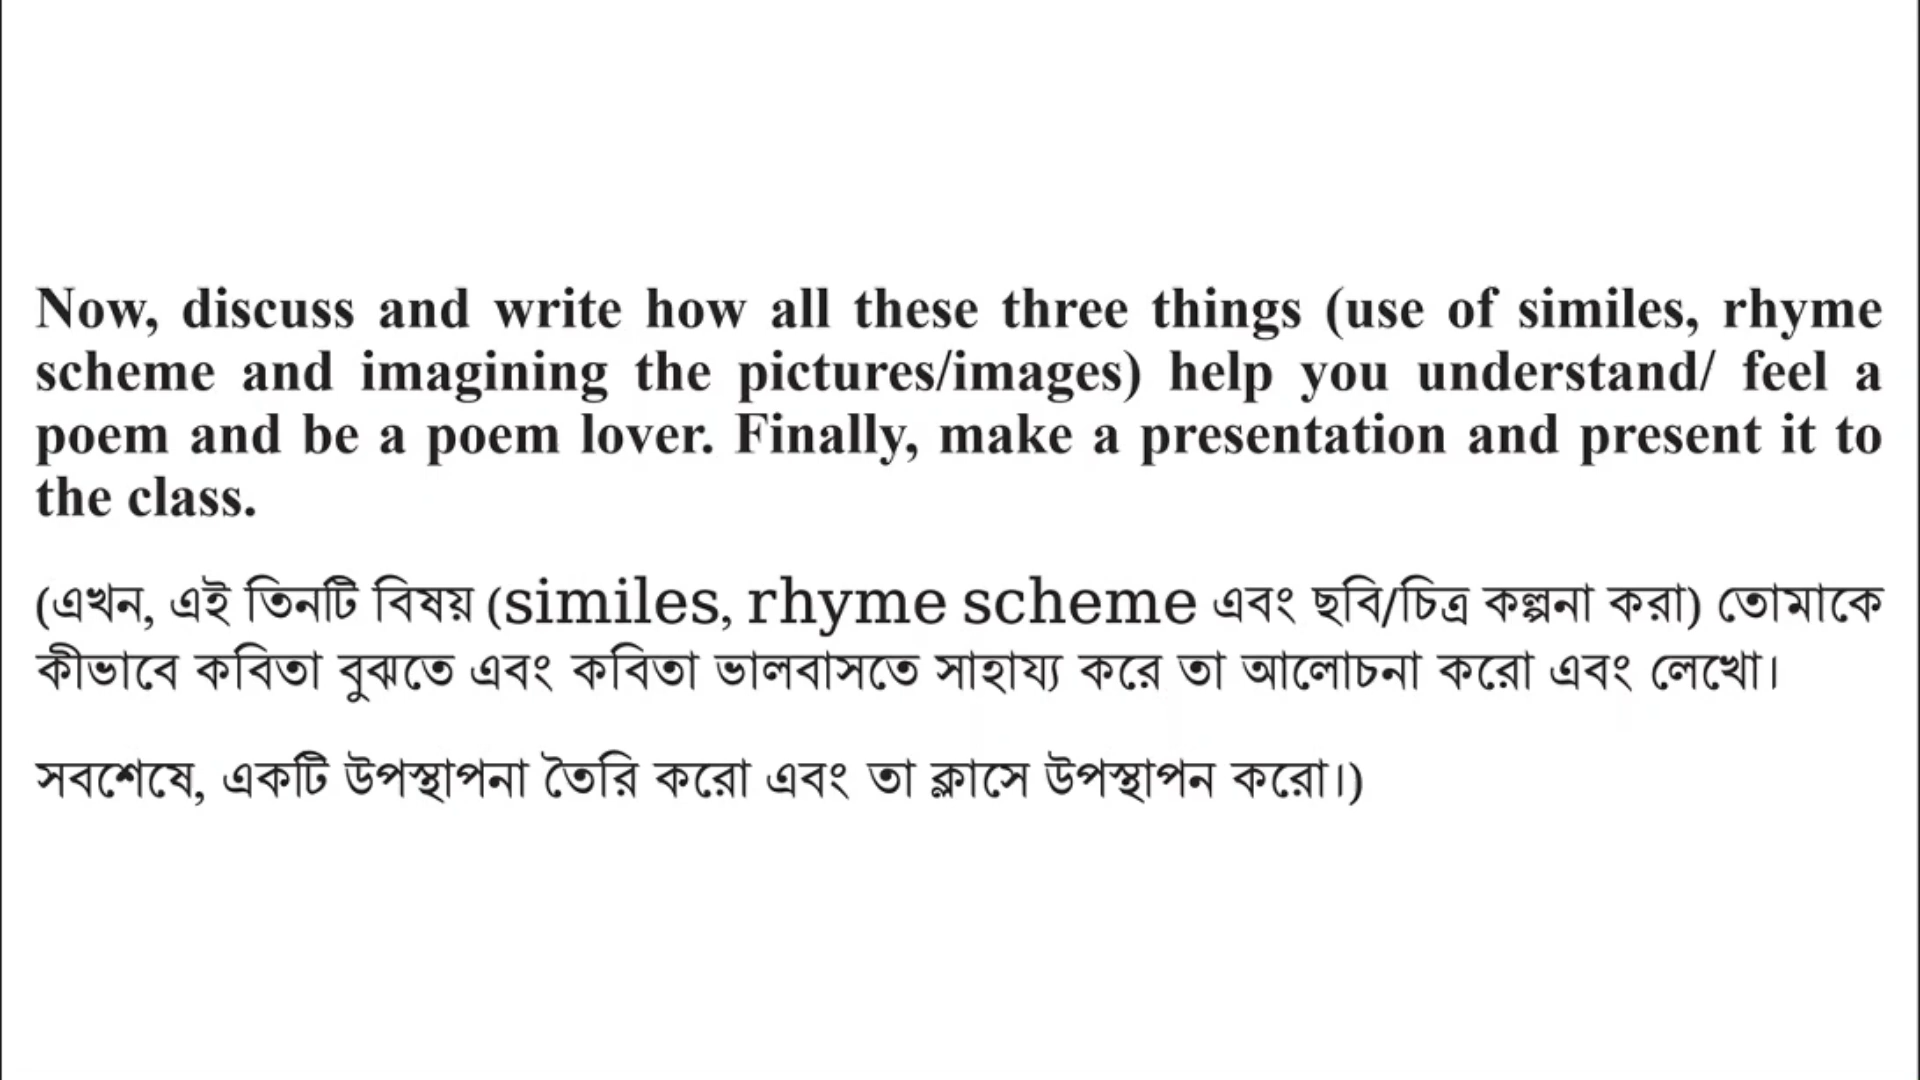 Now, discuss and write how all these three things (use of similes, rhyme
scheme and imagining the pictures/images) help you understand/ feel a
poem and be a poem lover. Finally, make a presentation and present it to
the class.
(এখন, এই তিনটি বিষয় (similes, rhyme scheme এবং ছবি/চিত্র কল্পনা করা) তোমাকে
কীভাবে কবিতা বুঝতে এবং কবিতা ভালবাসতে সাহায্য করে তা আলোচনা করো এবং লেখো।
সবশেষে, একটি উপস্থাপনা তৈরি করো এবং তা ক্লাসে উপস্থাপন করো।)